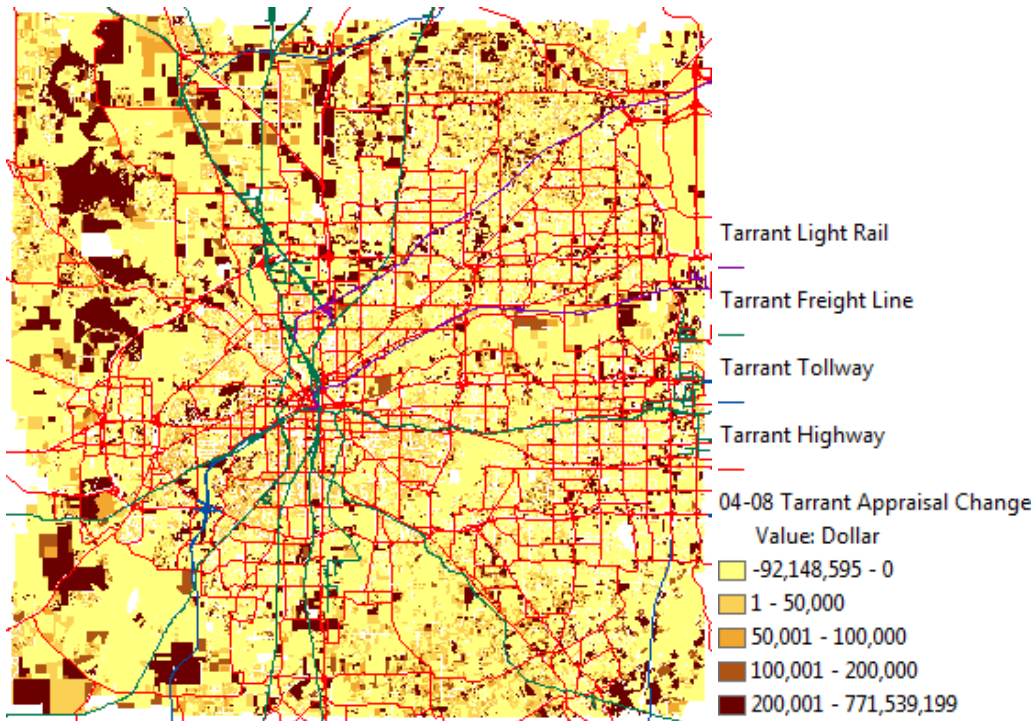 Tarrant Light Rail
Tarrant Freight Line
Tarrant Tollway
Tarrant Highway
04-08 Tarrant Appraisal Change
Value: Dollar
-92,148,595 - 0
1 - 50,000
50,001 - 100,000
100,001 - 200,000
200,001 - 771,539,199